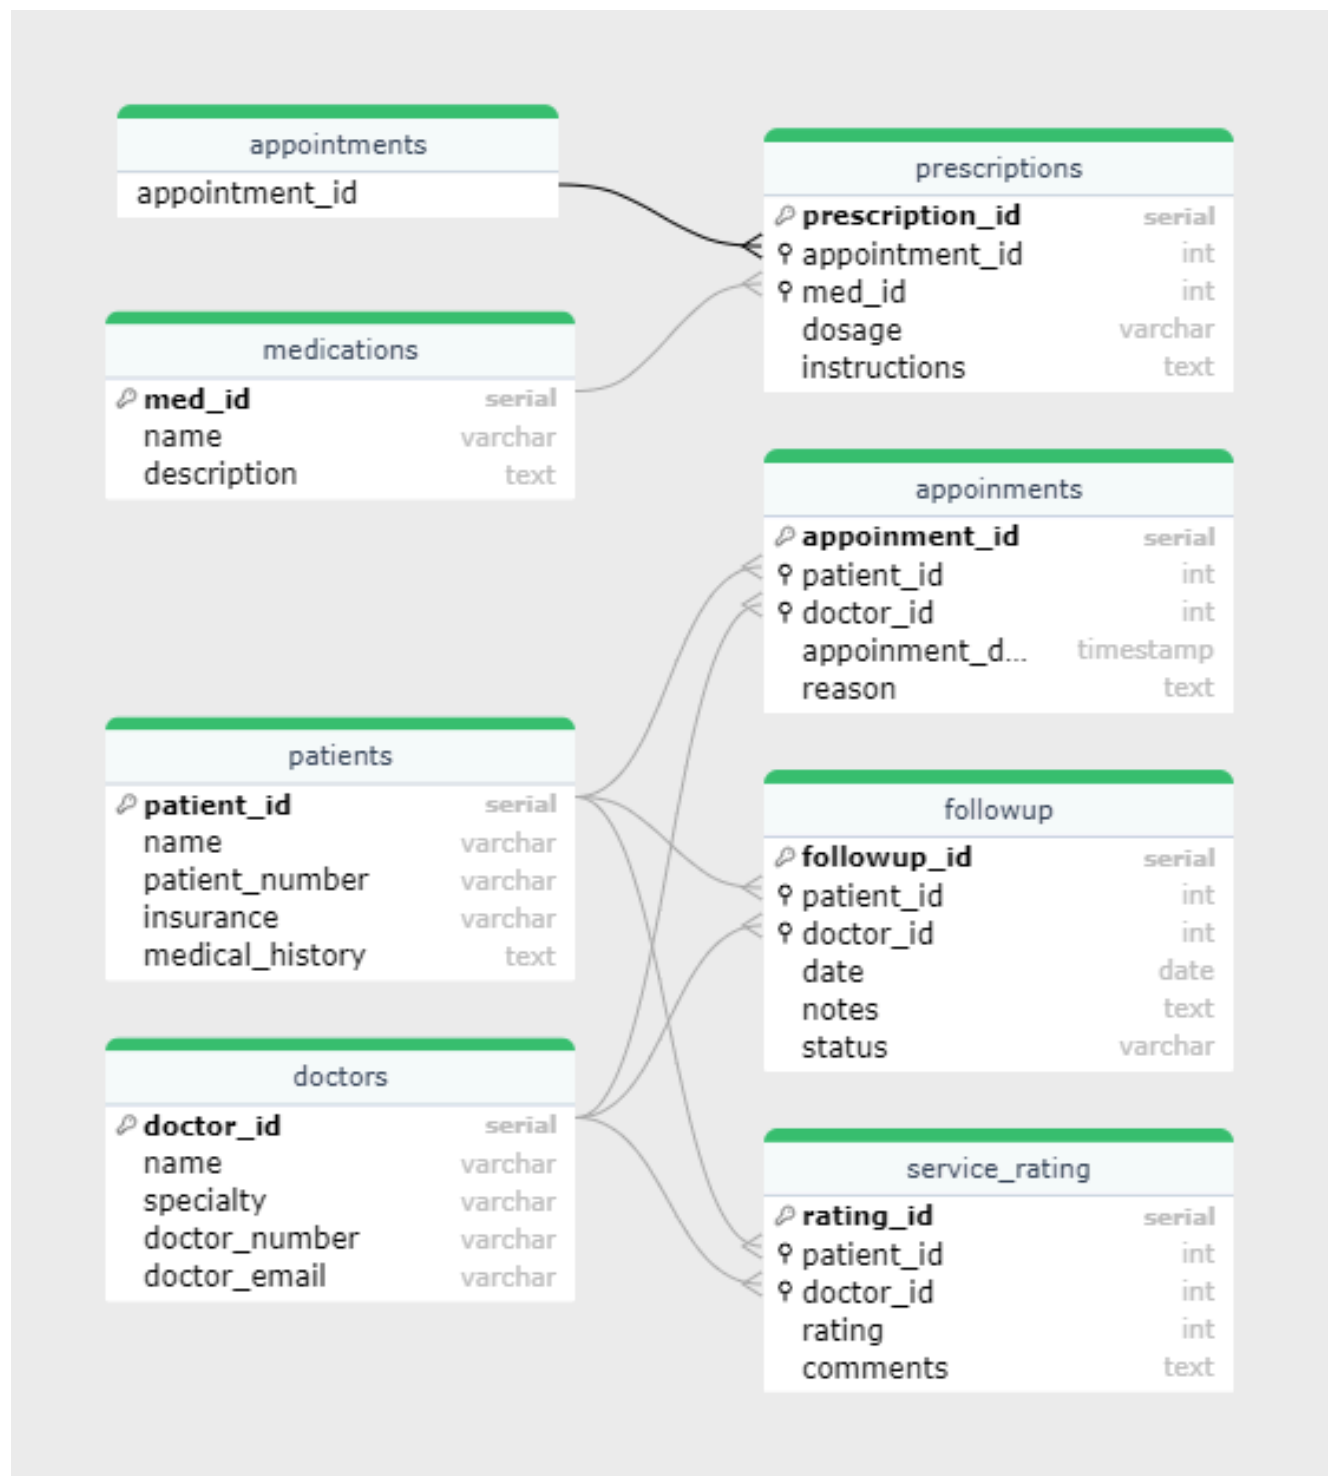 appointments
appointment_id
medications
med_id serial
name varchar
description text
patients
patient_id serial
name varchar
patient_number varchar
insurance varchar
medical_history text
doctors
doctor_id serial
name varchar
specialty varchar
doctor_number varchar
doctor_email varchar
prescriptions
prescription_id serial
appointment_id int
med_id int
dosage varchar
instructions text
appoinments
appoinment_id serial
patient_id int
doctor_id int
appoinment_d... timestamp
reason text
followup
followup_id serial
patient_id int
doctor_id int
date date
notes text
status varchar
service_rating
rating_id serial
patient_id int
doctor_id int
rating int
comments text